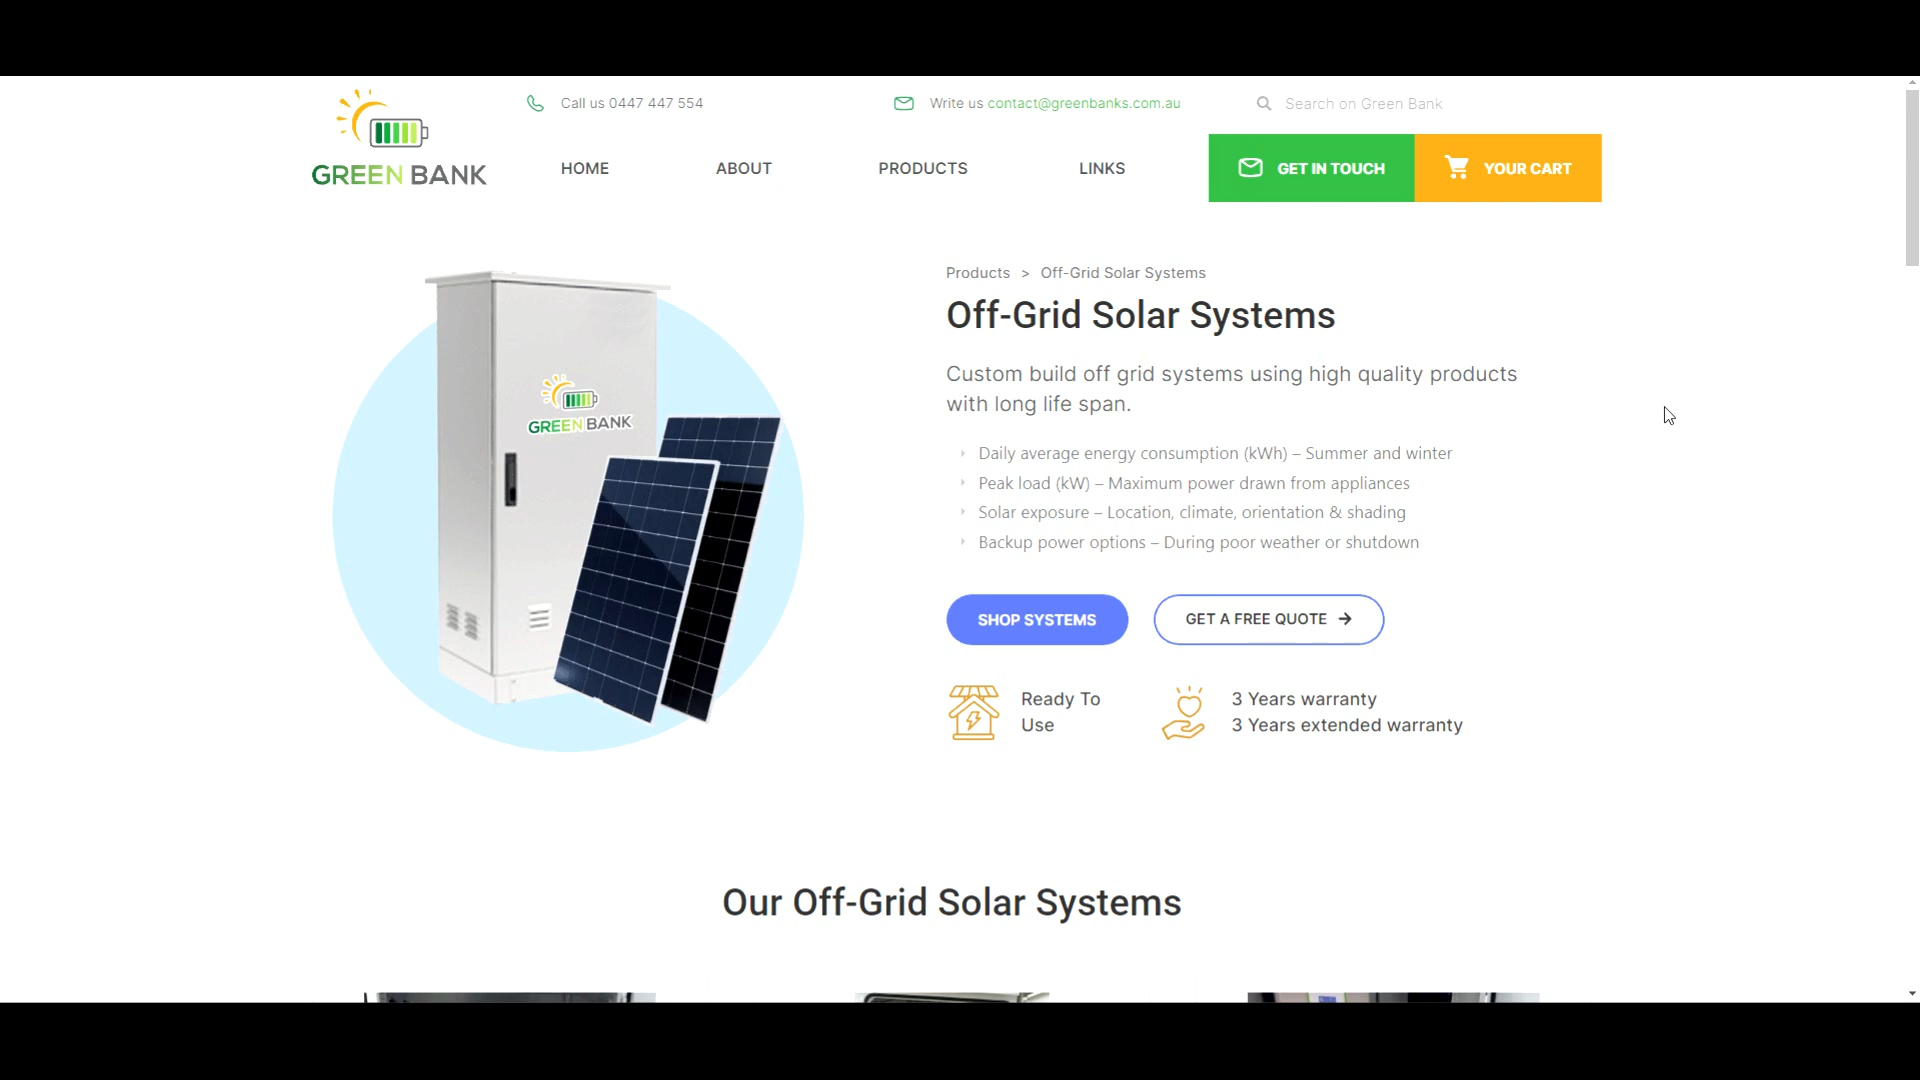 Call us 0447 447 554
Write us contact@greenbanks.com.au
Search on Green Bank
GREEN BANK
HOME
ABOUT
PRODUCTS
LINKS
GET IN TOUCH
YOUR CART
GREEN BANK
Products > Off-Grid Solar Systems
Off-Grid Solar Systems
Custom build off grid systems using high quality products
with long life span.
Daily average energy consumption (kWh) – Summer and winter
Peak load (kW) – Maximum power drawn from appliances
Solar exposure – Location, climate, orientation & shading
Backup power options – During poor weather or shutdown
SHOP SYSTEMS
GET A FREE QUOTE →
Ready To
Use
3 Years warranty
3 Years extended warranty
Our Off-Grid Solar Systems